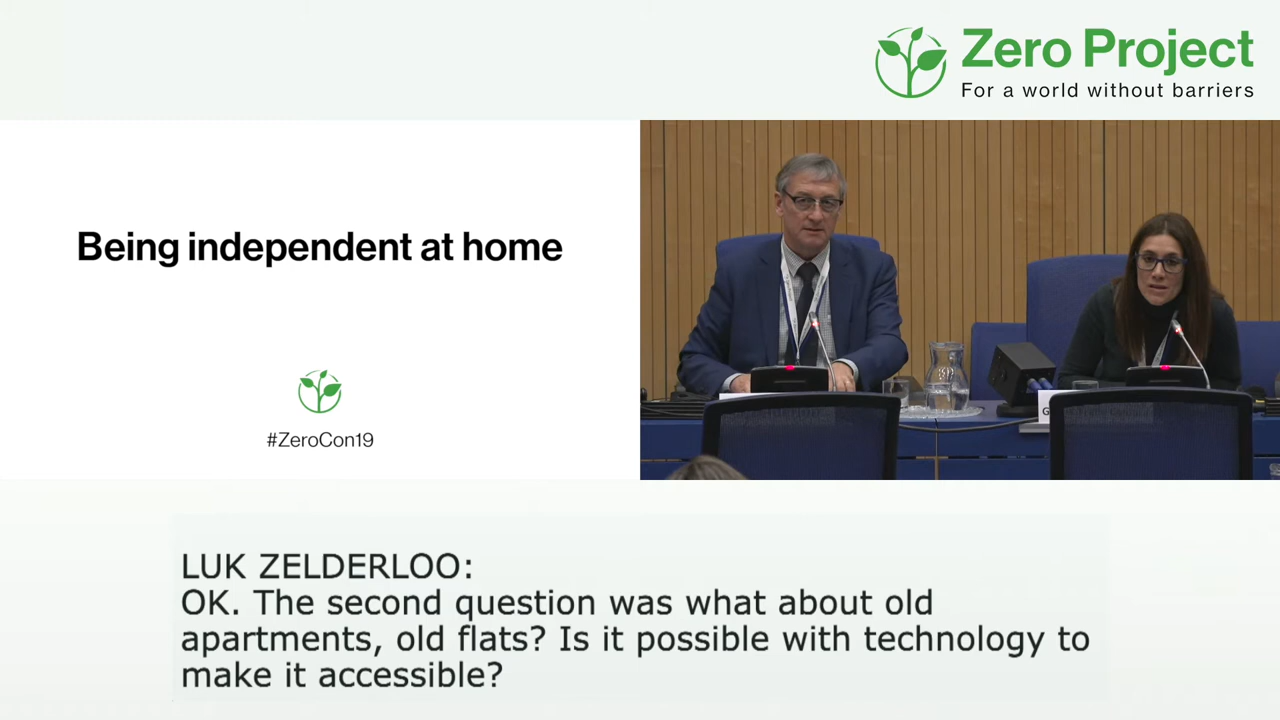 Zero Project
For a world without barriers
Being independent at home
#ZeroCon19
LUK ZELDERLOO:
OK. The second question was what about old
apartments, old flats? Is it possible with technology to
make it accessible?